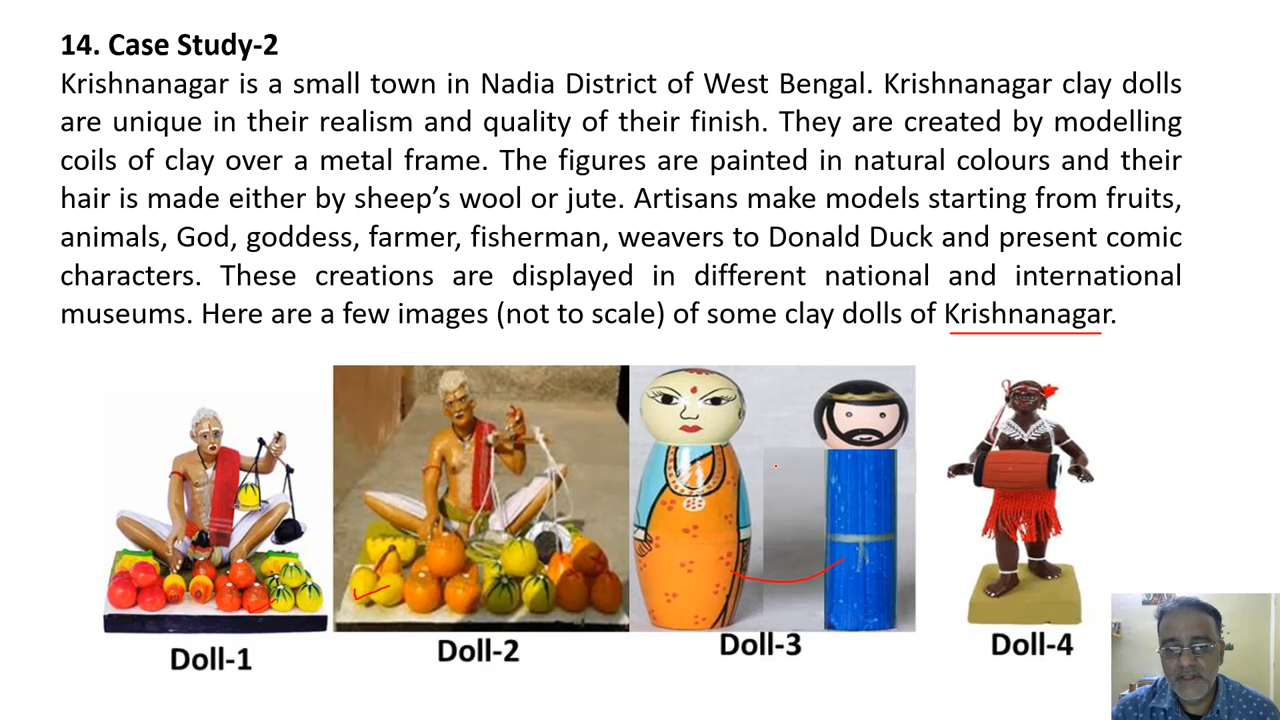 14. Case Study-2
Krishnanagar is a small town in Nadia District of West Bengal. Krishnanagar clay dolls
are unique in their realism and quality of their finish. They are created by modelling
coils of clay over a metal frame. The figures are painted in natural colours and their
hair is made either by sheep’s wool or jute. Artisans make models starting from fruits,
animals, God, goddess, farmer, fisherman, weavers to Donald Duck and present comic
characters. These creations are displayed in different national and international
museums. Here are a few images (not to scale) of some clay dolls of Krishnanagar.
Doll-1
Doll-2
Doll-3
Doll-4